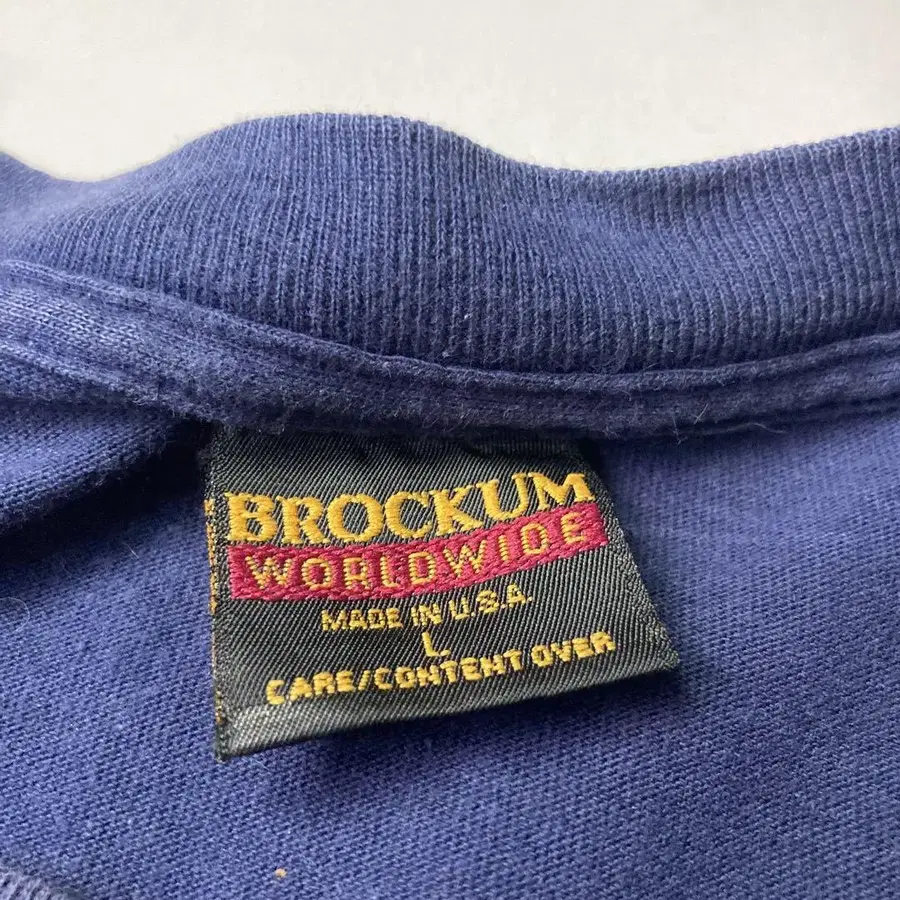 BROCKUM
WORLDWIDE
MADE IN U.S.A.
L
CARE/CONTENT OVER